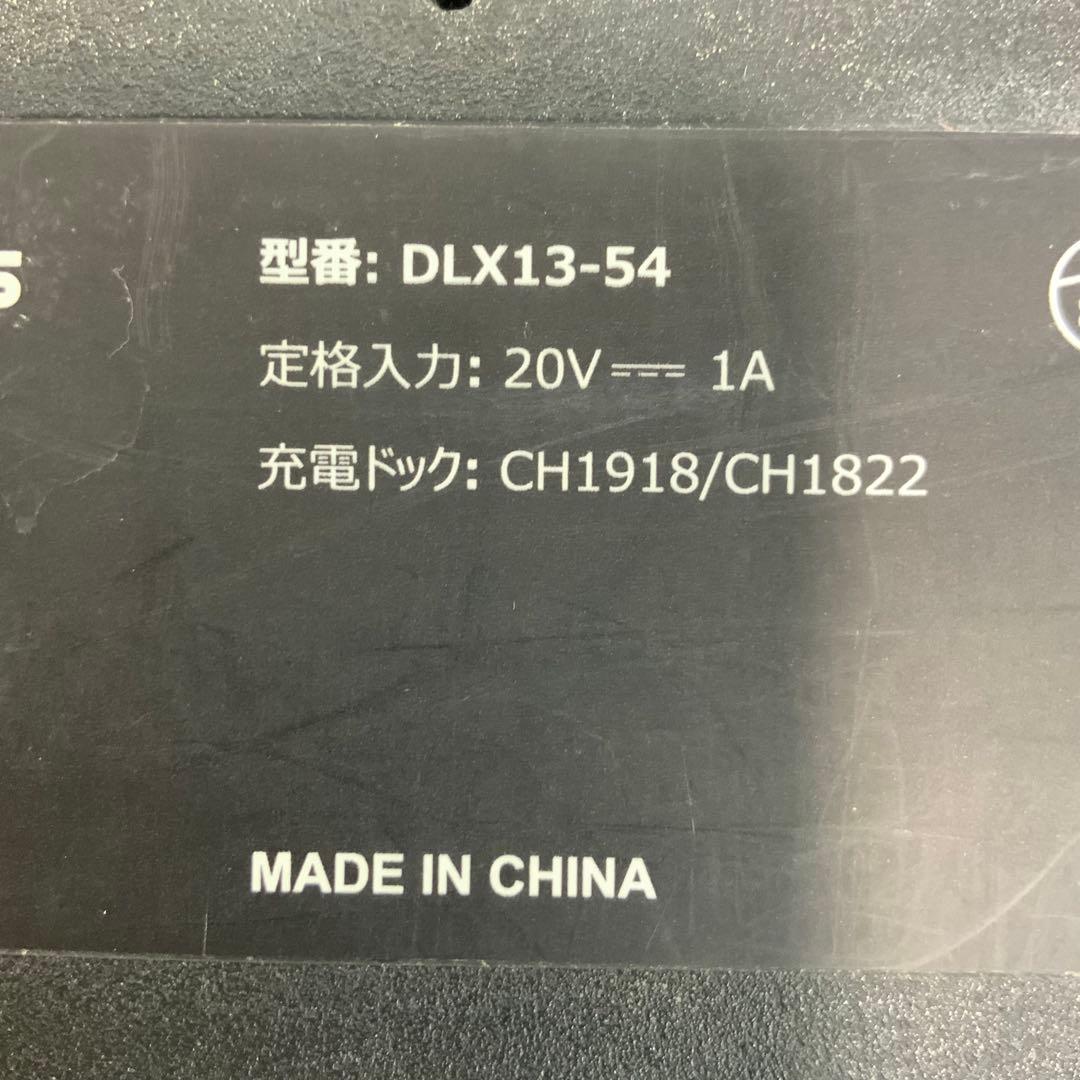 型番: DLX13-54
定格入力: 20V⎓ 1A
充電ドック: CH1918/CH1822
MADE IN CHINA